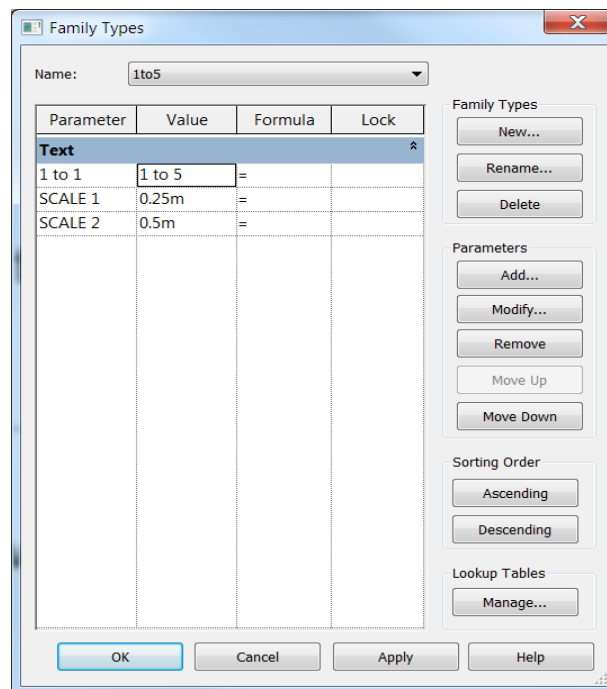 Family Types
X
Name: 1to5
Parameter Value Formula Lock
Text
1 to 1 1 to 5 =
SCALE 1 0.25m =
SCALE 2 0.5m =
Family Types
New...
Rename...
Delete
Parameters
Add...
Modify...
Remove
Move Up
Move Down
Sorting Order
Ascending
Descending
Lookup Tables
Manage...
OK Cancel Apply Help